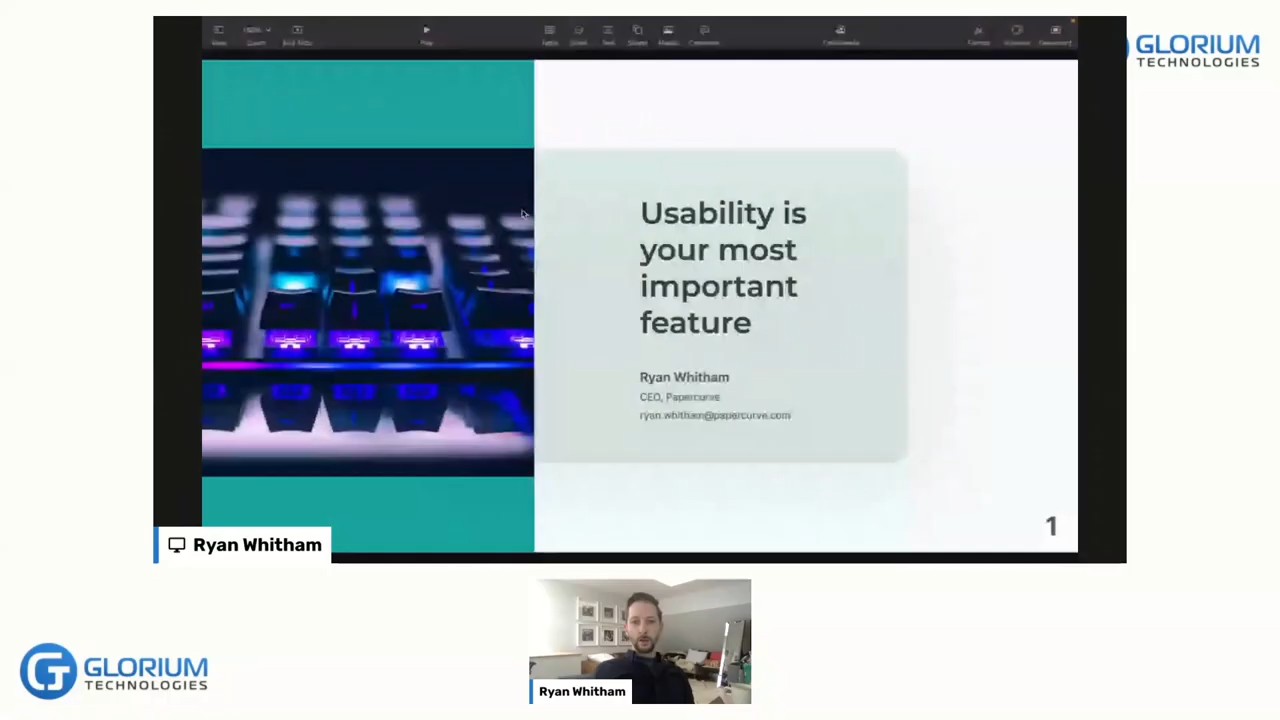 GLORIUM
TECHNOLOGIES
Usability is
your most
important
feature
Ryan Whitham
CEO, Papercurve
ryan.whitham@papercurve.com
1
Ryan Whitham
Ryan Whitham
GLORIUM
TECHNOLOGIES